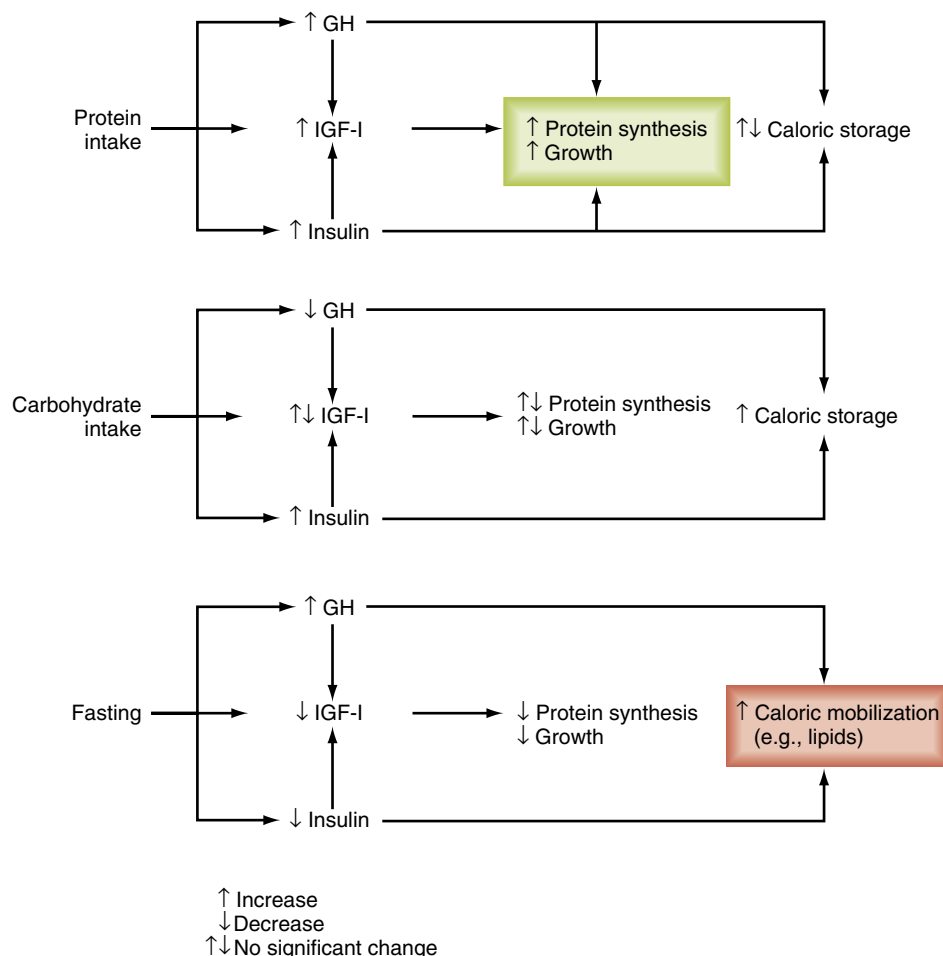 ↑ GH
Protein
intake
↑ IGF-I
↑ Protein synthesis
↑ Growth
↑↓ Caloric storage
↑ Insulin
↓ GH
Carbohydrate
intake
↑↓ IGF-I
↑↓ Protein synthesis
↑↓ Growth
↑ Caloric storage
↑ Insulin
↑ GH
Fasting
↓ IGF-I
↓ Protein synthesis
↓ Growth
↑ Caloric mobilization
(e.g., lipids)
↓ Insulin
↑ Increase
↓Decrease
↑↓No significant change